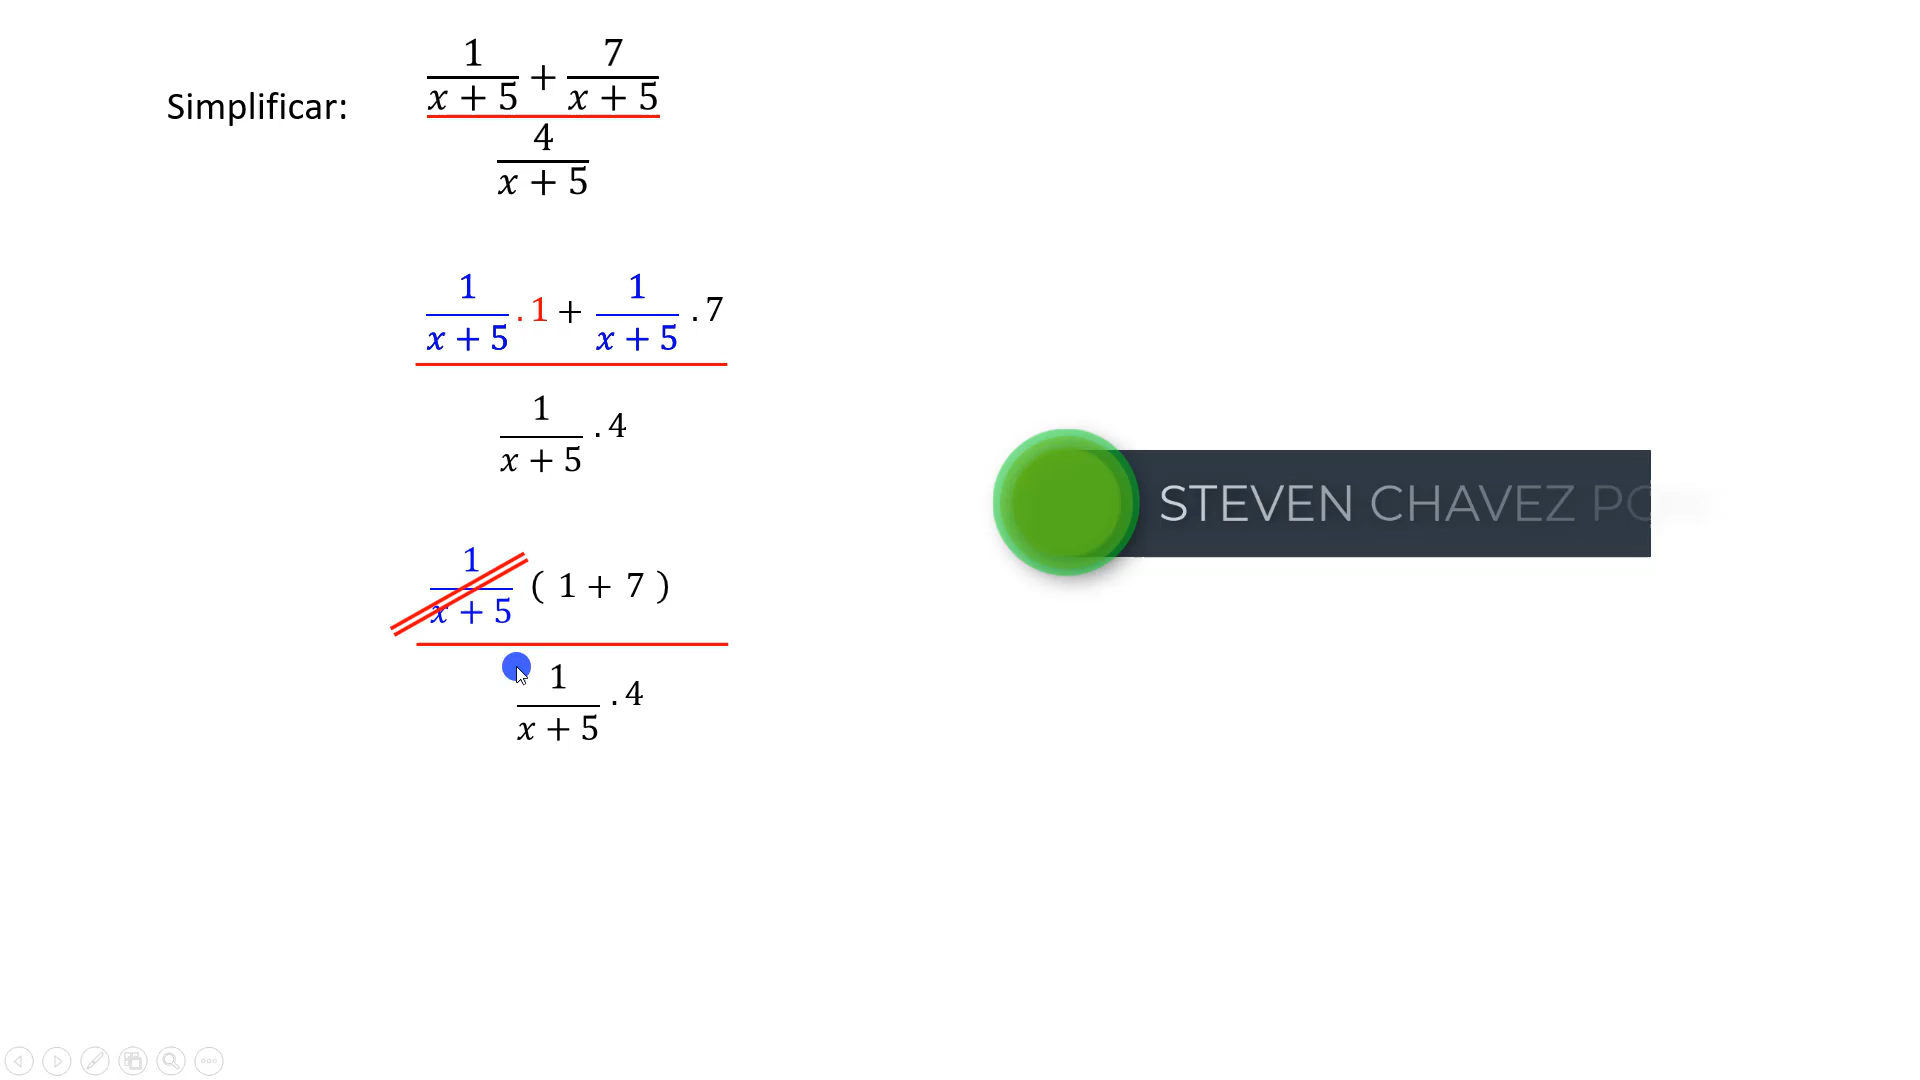 Simplificar:
1/(x + 5) + 7/(x + 5)
4/(x + 5)
1/(x + 5) . 1 + 1/(x + 5) . 7
1/(x + 5) . 4
1/(x + 5) ( 1 + 7 )
1/(x + 5) . 4
STEVEN CHAVEZ